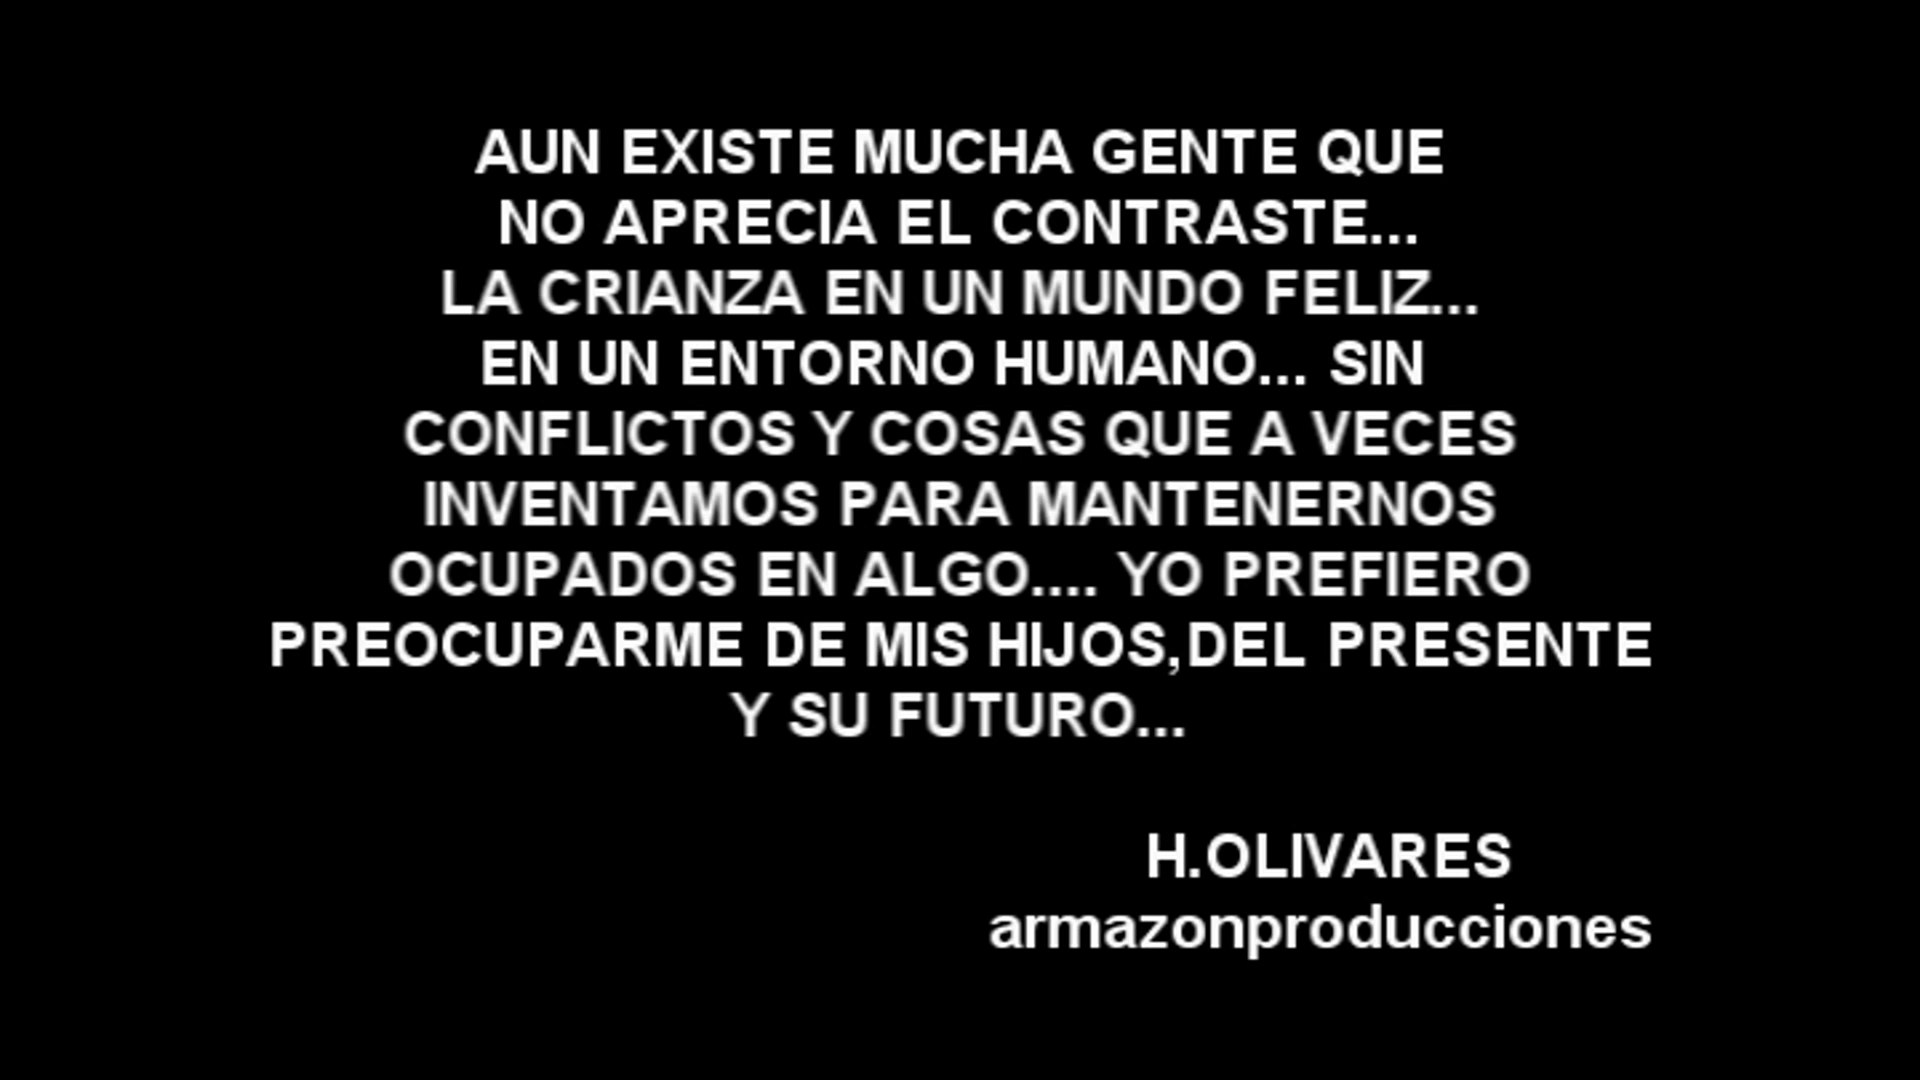 AUN EXISTE MUCHA GENTE QUE
NO APRECIA EL CONTRASTE...
LA CRIANZA EN UN MUNDO FELIZ...
EN UN ENTORNO HUMANO... SIN
CONFLICTOS Y COSAS QUE A VECES
INVENTAMOS PARA MANTENERNOS
OCUPADOS EN ALGO.... YO PREFIERO
PREOCUPARME DE MIS HIJOS,DEL PRESENTE
Y SU FUTURO...
H.OLIVARES
armazonproducciones